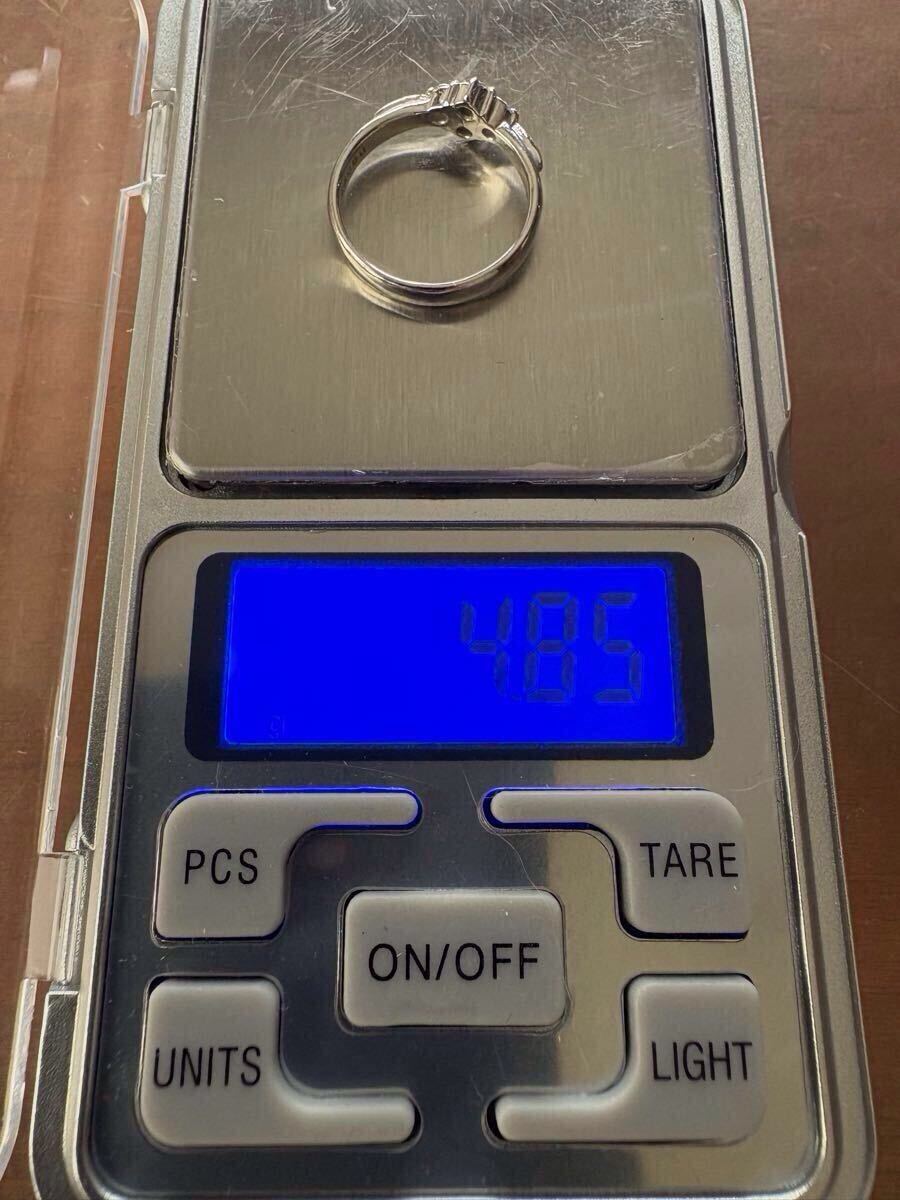 4.85
g
PCS
TARE
ON/OFF
UNITS
LIGHT